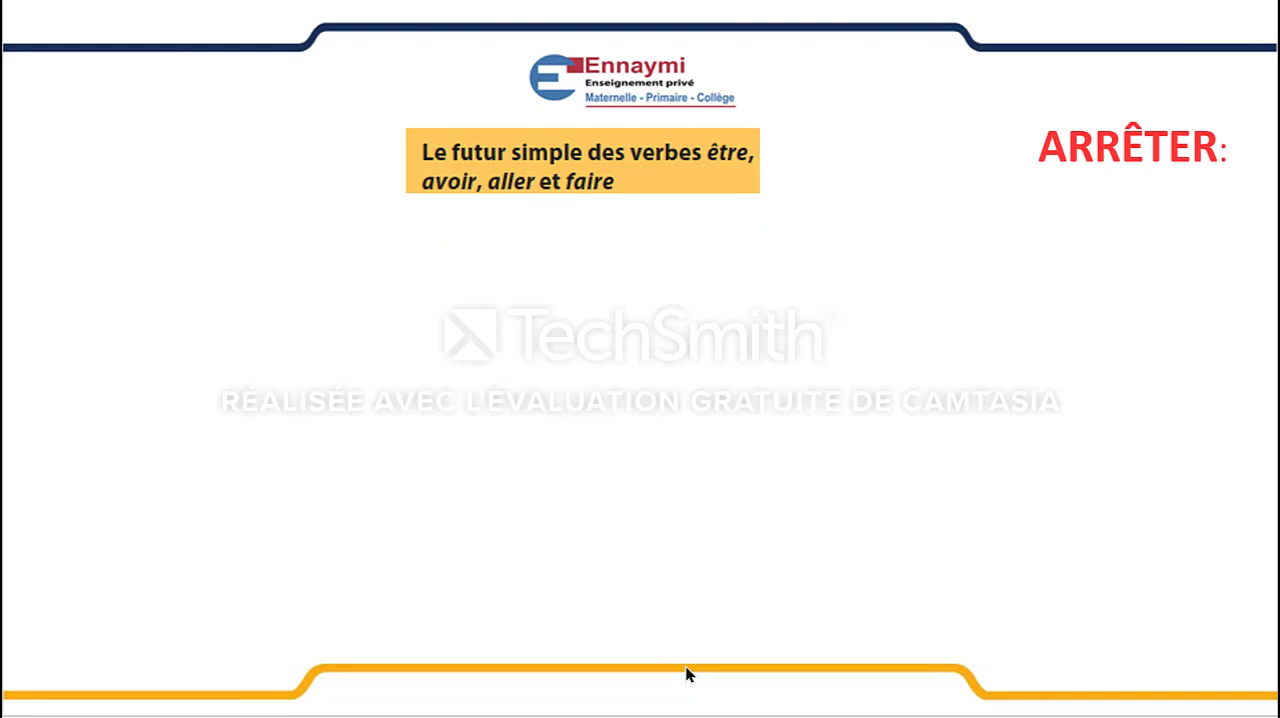 Ennaymi
Enseignement privé
Maternelle - Primaire - Collège
Le futur simple des verbes être,
avoir, aller et faire
ARRÊTER:
TechSmith
RÉALISÉE AVEC L'ÉVALUATION GRATUITE DE CAMTASIA